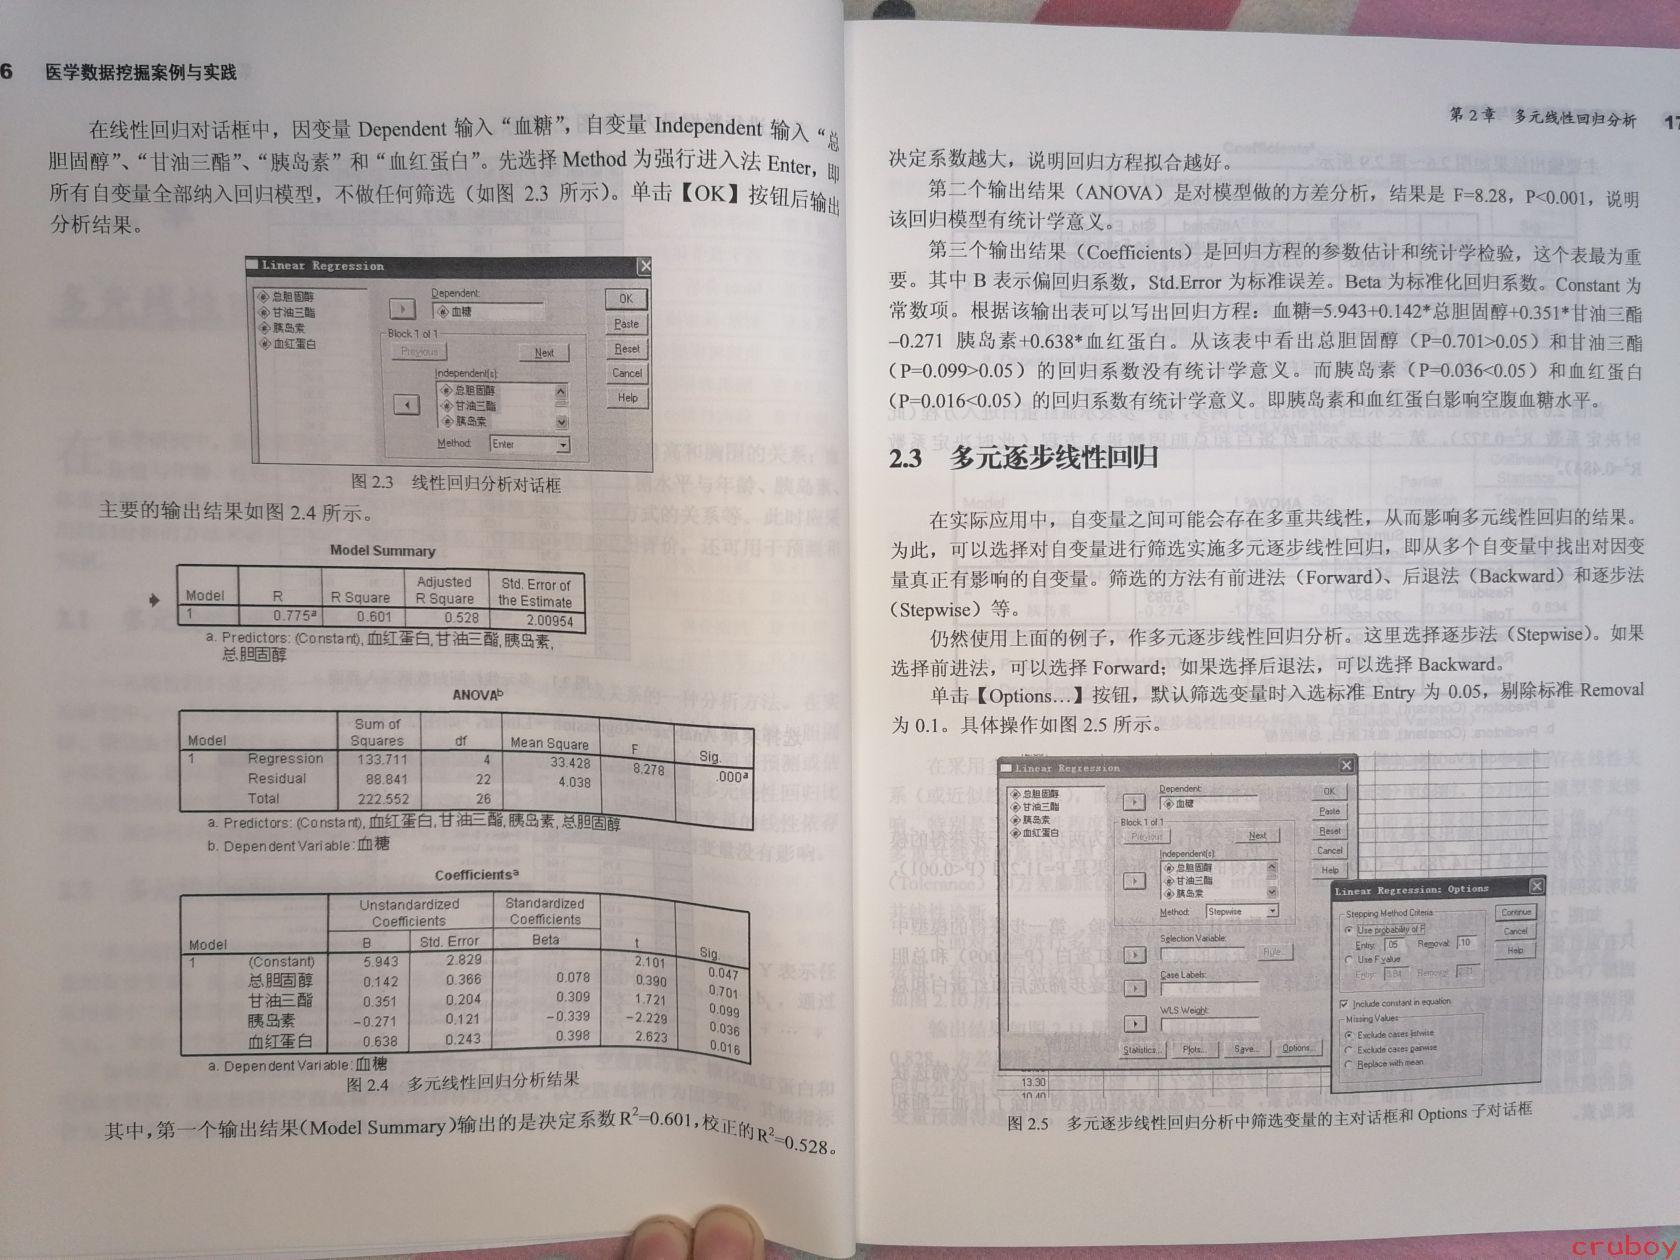 6 医学数据挖掘案例与实践
在线性回归对话框中，因变量 Dependent 输入“血糖”，自变量 Independent 输入“总
胆固醇”、“甘油三酯”、“胰岛素”和“血红蛋白”。先选择 Method 为强行进入法 Enter，即
所有自变量全部纳入回归模型，不做任何筛选（如图 2.3 所示）。单击【OK】按钮后输出
分析结果。
Linear Regression
总胆固醇
甘油三酯
胰岛素
血红蛋白
Dependent:
血糖
Block 1 of 1
Previous
Next
Independent(s):
总胆固醇
甘油三酯
胰岛素
Method: Enter
OK
Paste
Reset
Cancel
Help
图 2.3 线性回归分析对话框
主要的输出结果如图 2.4 所示。
Model Summary
Model R R Square Adjusted R Square Std. Error of the Estimate
1 0.775a 0.601 0.528 2.00954
a. Predictors: (Constant), 血红蛋白, 甘油三酯, 胰岛素,
总胆固醇
ANOVAb
Model Sum of Squares df Mean Square F Sig.
1 Regression 133.711 4 33.428 8.278 .000a
Residual 88.841 22 4.038
Total 222.552 26
a. Predictors: (Constant), 血红蛋白, 甘油三酯, 胰岛素, 总胆固醇
b. Dependent Variable: 血糖
Coefficientsa
Unstandardized Coefficients Standardized Coefficients
Model B Std. Error Beta t Sig.
1 (Constant) 5.943 2.829 2.101 0.047
总胆固醇 0.142 0.366 0.078 0.390 0.701
甘油三酯 0.351 0.204 0.309 1.721 0.099
胰岛素 -0.271 0.121 -0.339 -2.229 0.036
血红蛋白 0.638 0.243 0.398 2.623 0.016
a. Dependent Variable: 血糖
图 2.4 多元线性回归分析结果
其中，第一个输出结果(Model Summary)输出的是决定系数 R²=0.601，校正的 R²=0.528。
第 2 章 多元线性回归分析 17
决定系数越大，说明回归方程拟合越好。
第二个输出结果（ANOVA）是对模型做的方差分析，结果是 F=8.28，P<0.001，说明
该回归模型有统计学意义。
第三个输出结果（Coefficients）是回归方程的参数估计和统计学检验，这个表最为重
要。其中 B 表示偏回归系数，Std.Error 为标准误差。Beta 为标准化回归系数。Constant 为
常数项。根据该输出表可以写出回归方程：血糖=5.943+0.142*总胆固醇+0.351*甘油三酯
–0.271 胰岛素+0.638*血红蛋白。从该表中看出总胆固醇（P=0.701>0.05）和甘油三酯
（P=0.099>0.05）的回归系数没有统计学意义。而胰岛素（P=0.036<0.05）和血红蛋白
（P=0.016<0.05）的回归系数有统计学意义。即胰岛素和血红蛋白影响空腹血糖水平。
2.3 多元逐步线性回归
在实际应用中，自变量之间可能会存在多重共线性，从而影响多元线性回归的结果。
为此，可以选择对自变量进行筛选实施多元逐步线性回归，即从多个自变量中找出对因变
量真正有影响的自变量。筛选的方法有前进法（Forward）、后退法（Backward）和逐步法
（Stepwise）等。
仍然使用上面的例子，作多元逐步线性回归分析。这里选择逐步法（Stepwise）。如果
选择前进法，可以选择 Forward；如果选择后退法，可以选择 Backward。
单击【Options…】按钮，默认筛选变量时入选标准 Entry 为 0.05，剔除标准 Removal
为 0.1。具体操作如图 2.5 所示。
Linear Regression
总胆固醇
甘油三酯
胰岛素
血红蛋白
Dependent:
血糖
Block 1 of 1
Previous
Next
Independent(s):
总胆固醇
甘油三酯
胰岛素
Method: Stepwise
Selection Variable:
Rule...
Case Labels:
WLS Weight:
Statistics... Plots... Save... Options...
OK
Paste
Reset
Cancel
Help
13.30
10.40
Linear Regression: Options
Stepping Method Criteria
Use probability of F
Entry: .05 Removal: .10
Use F value
Entry: 3.84 Removal: 2.71
Include constant in equation
Missing Values
Exclude cases listwise
Exclude cases pairwise
Replace with mean
Continue
Cancel
Help
图 2.5 多元逐步线性回归分析中筛选变量的主对话框和 Options 子对话框
cruboy